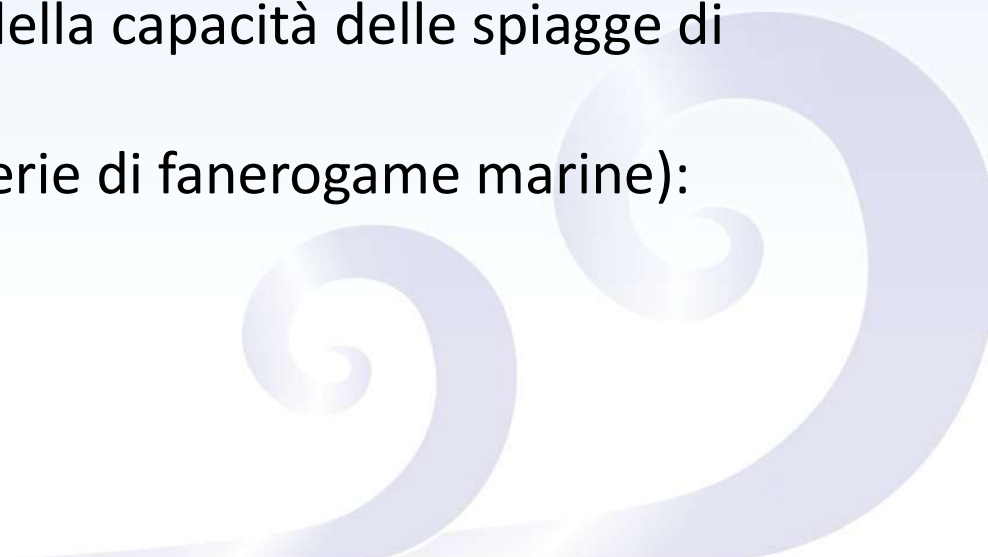 della capacità delle spiagge di
erie di fanerogame marine):